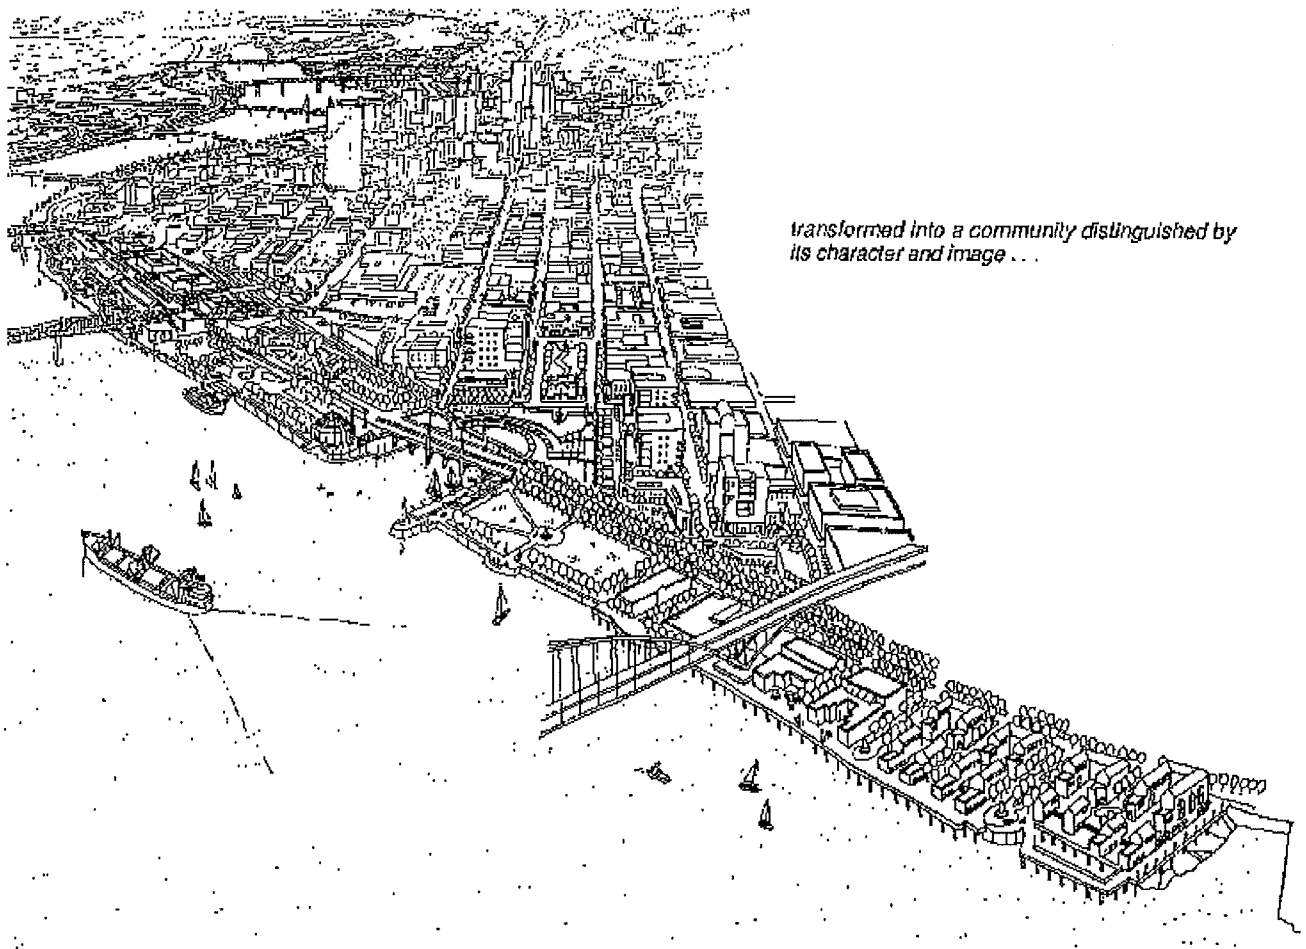 transformed into a community distinguished by
its character and image . . .